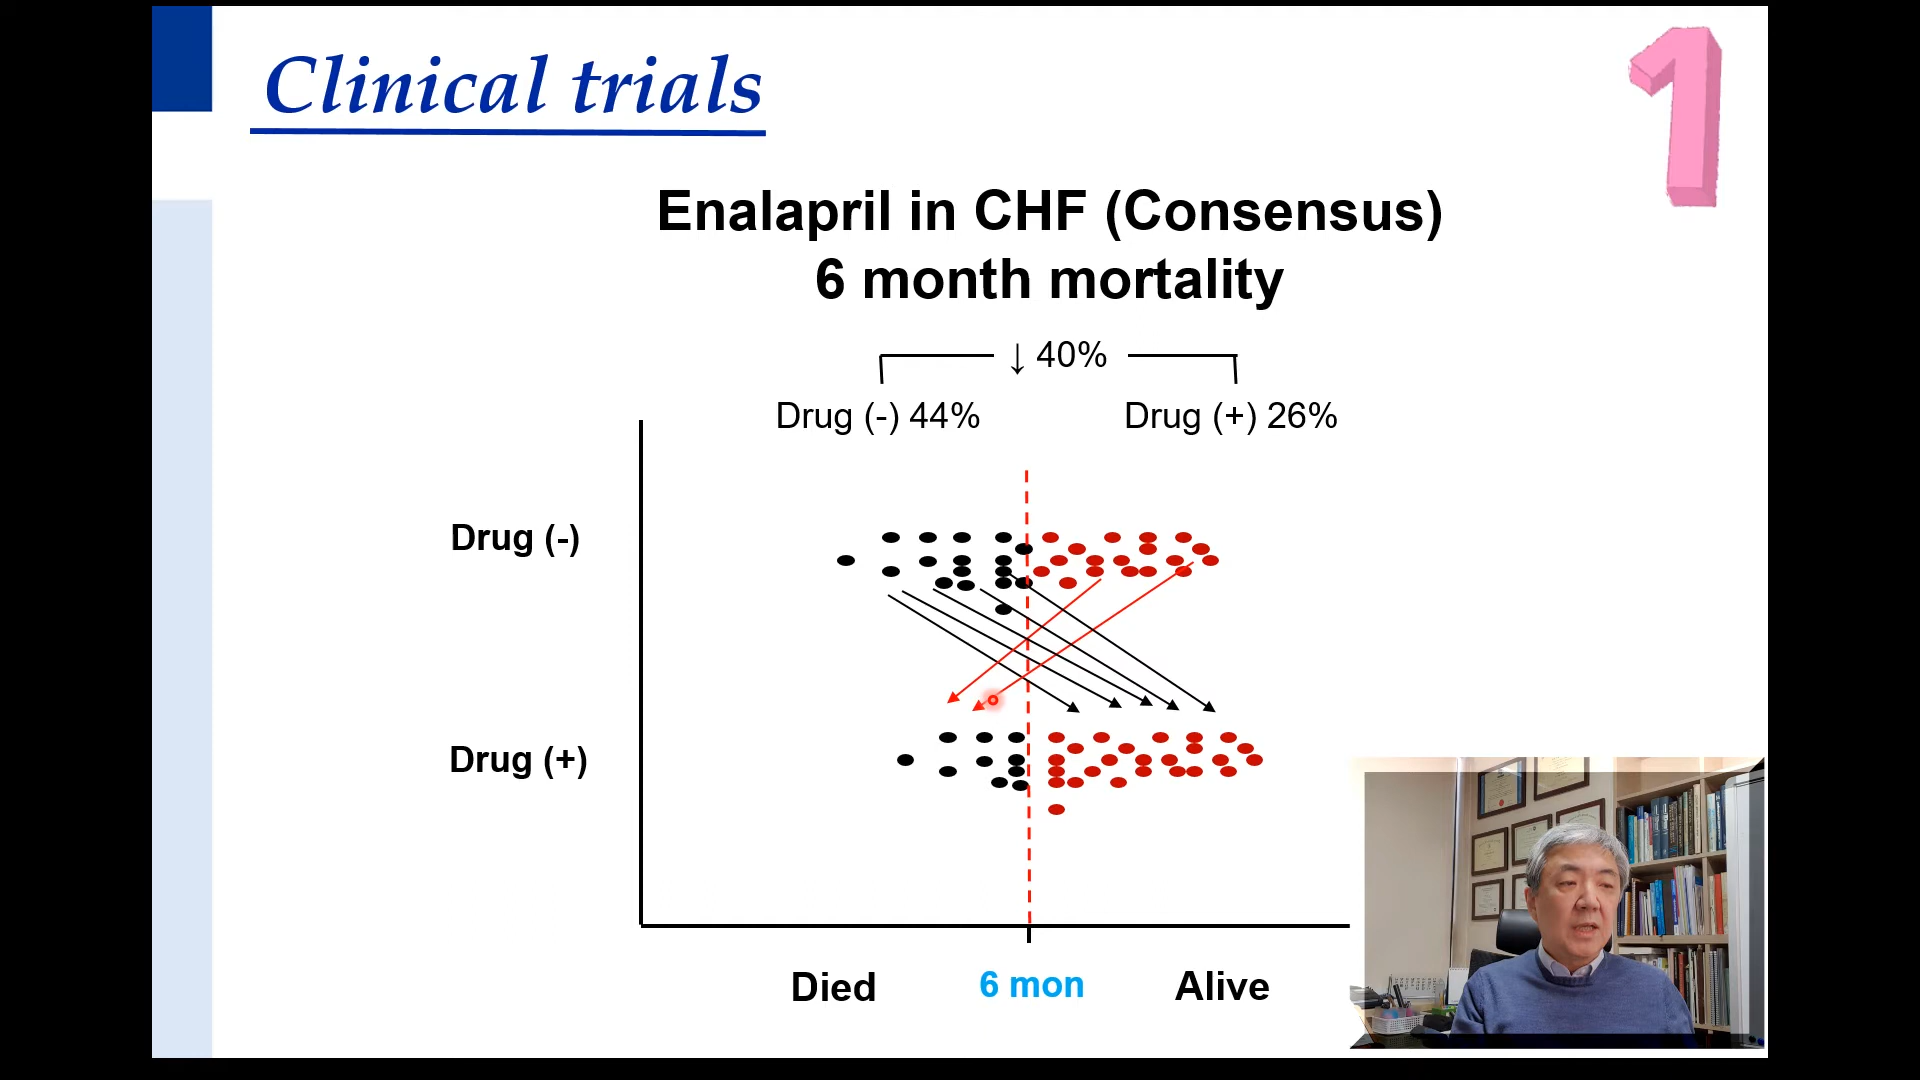 Clinical trials
1
Enalapril in CHF (Consensus)
6 month mortality
↓ 40%
Drug (-) 44%
Drug (+) 26%
Drug (-)
Drug (+)
Died
6 mon
Alive